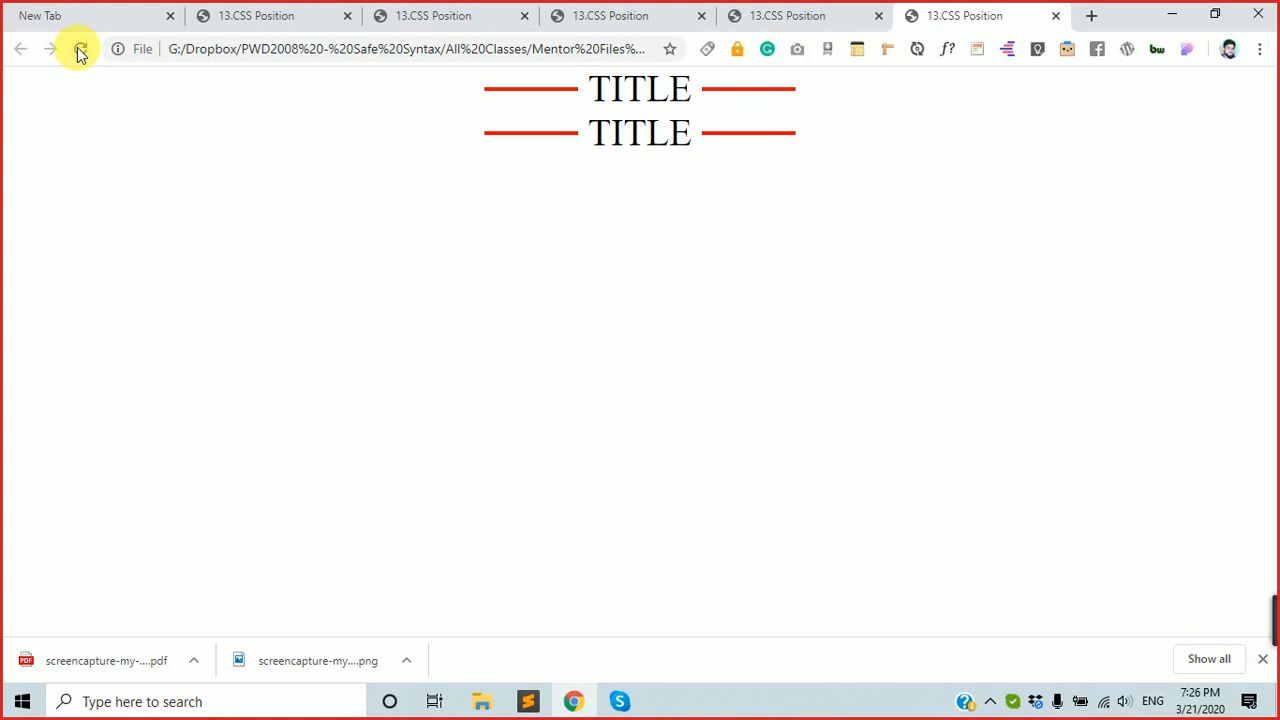 New Tab
13.CSS Position
13.CSS Position
13.CSS Position
13.CSS Position
13.CSS Position
File G:/Dropbox/PWD2008%20-%20Safe%20Syntax/All%20Classes/Mentor%20Files%...
f?
bw
TITLE
TITLE
PDF
screencapture-my-....pdf
screencapture-my....png
Show all
Type here to search
ENG
7:26 PM
3/21/2020